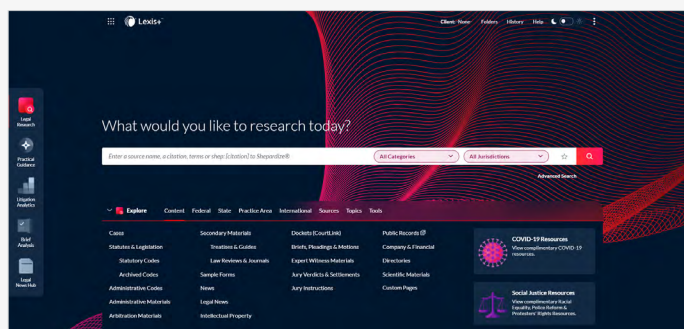 Lexis+™
Client: None Folders History Help
Legal Research
Practical Guidance
Litigation Analytics
Brief Analysis
Legal News Hub
What would you like to research today?
Enter a source name, a citation, terms or shep: [citation] to Shepardize®
All Categories
All Jurisdictions
Advanced Search
Explore Content Federal State Practice Area International Sources Topics Tools
Cases
Statutes & Legislation
Statutory Codes
Archived Codes
Administrative Codes
Administrative Materials
Arbitration Materials
Secondary Materials
Treatises & Guides
Law Reviews & Journals
Sample Forms
News
Legal News
Intellectual Property
Dockets (CourtLink)
Briefs, Pleadings & Motions
Expert Witness Materials
Jury Verdicts & Settlements
Jury Instructions
Public Records
Company & Financial
Directories
Scientific Materials
Custom Pages
COVID-19 Resources
View complimentary COVID-19
resources.
Social Justice Resources
View complimentary Racial
Equality, Police Reform &
Protesters' Rights Resources.